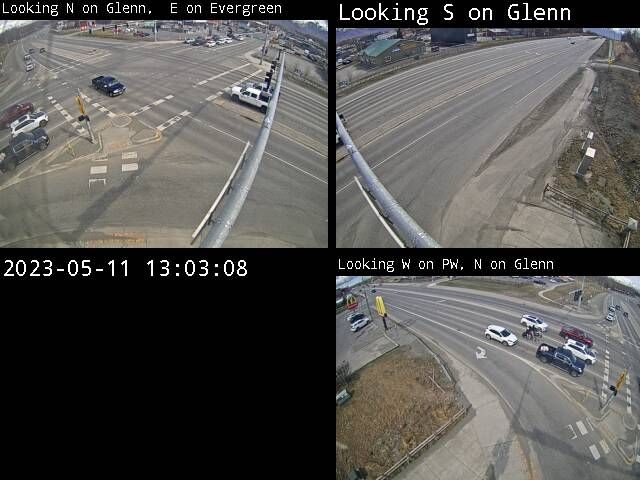 Looking N on Glenn, E on Evergreen
Looking S on Glenn
2023-05-11 13:03:08
Looking W on PW, N on Glenn